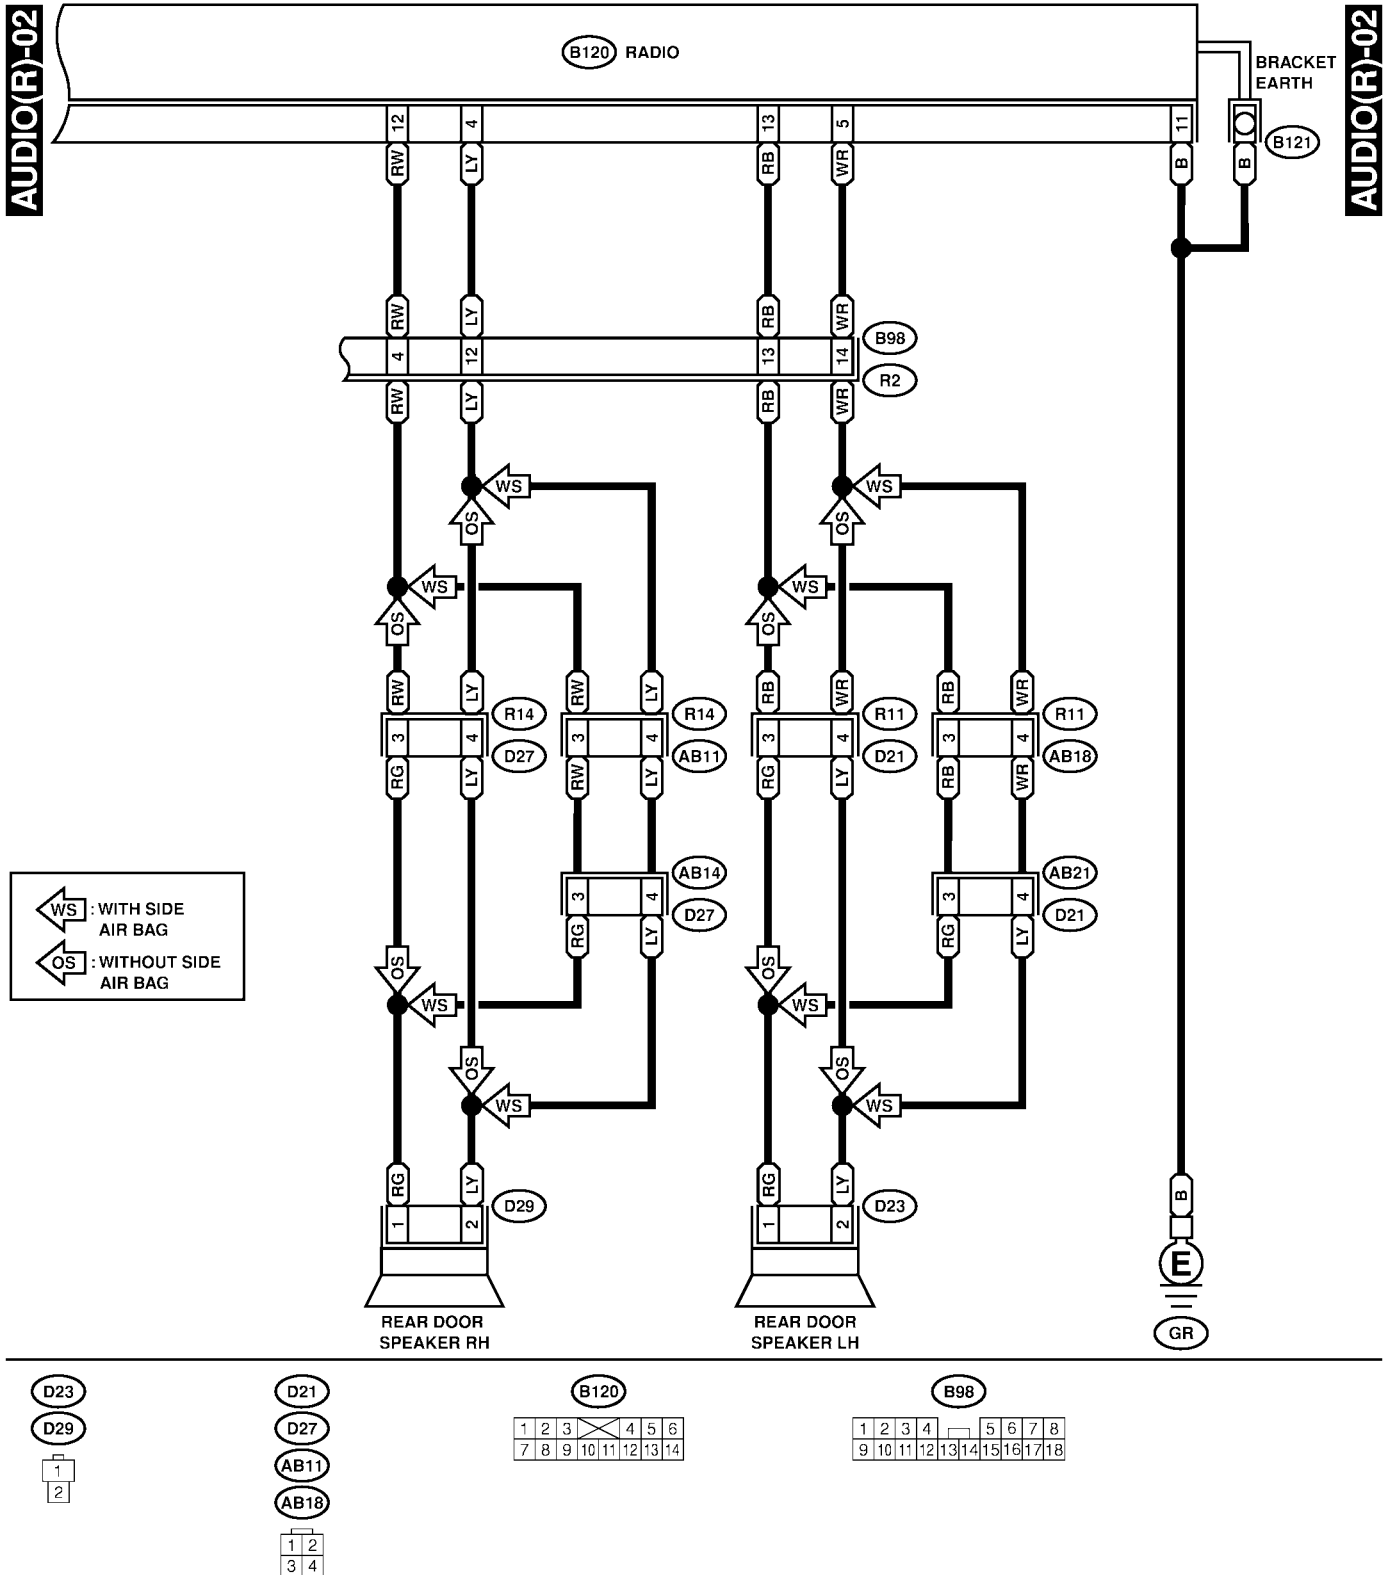 AUDIO(R)-02
AUDIO(R)-02
B120 RADIO
BRACKET
EARTH
B121
12 4 13 5 11
RW LY RB WR B B
RW LY RB WR
B98
4 12 13 14
R2
RW LY RB WR
WS WS
OS OS
WS WS
OS OS
RW LY RW LY RB WR RB WR
R14 R14 R11 R11
3 4 3 4 3 4 3 4
D27 AB11 D21 AB18
RG LY RW LY RG LY RB WR
AB14 AB21
3 4 3 4
D27 D21
RG LY RG LY
WS : WITH SIDE
AIR BAG
OS : WITHOUT SIDE
AIR BAG
OS OS
WS WS
OS OS
WS WS
RG LY RG LY B
D29 D23
1 2 1 2
E
REAR DOOR
SPEAKER RH
REAR DOOR
SPEAKER LH
GR
D23
D29
1
2
D21
D27
AB11
AB18
1 2
3 4
B120
1 2 3 4 5 6
7 8 9 10 11 12 13 14
B98
1 2 3 4 5 6 7 8
9 10 11 12 13 14 15 16 17 18